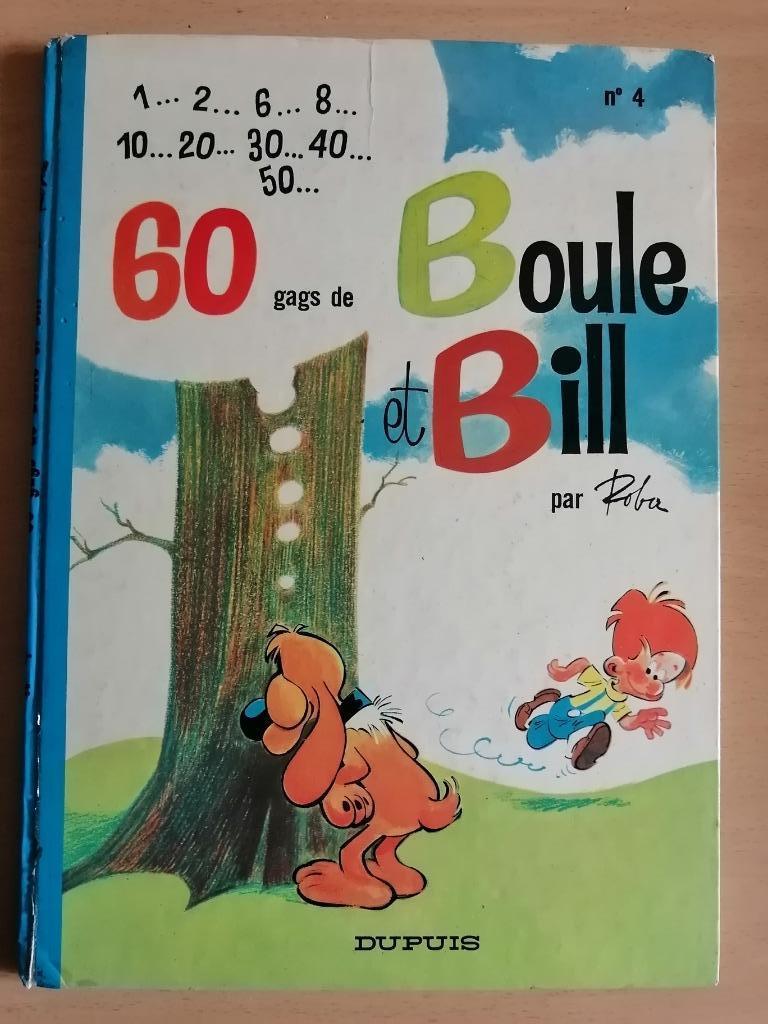 1... 2... 6... 8...
10... 20... 30... 40...
50...
n° 4
60 gags de Boule
et Bill
par Roba
DUPUIS